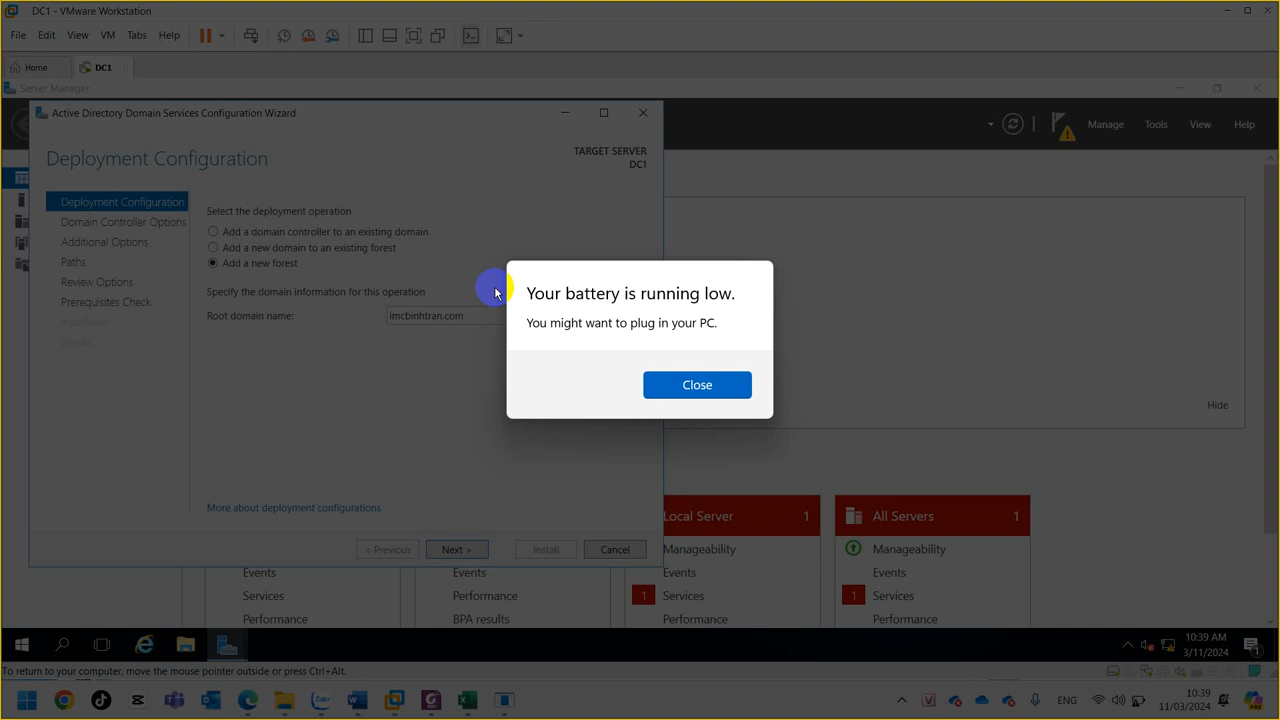 DC1 - VMware Workstation
File Edit View VM Tabs Help
Home DC1
Server Manager
Active Directory Domain Services Configuration Wizard
Manage Tools View Help
Deployment Configuration
TARGET SERVER
DC1
Deployment Configuration
Domain Controller Options
Additional Options
Paths
Review Options
Prerequisites Check
Installation
Results
Select the deployment operation
Add a domain controller to an existing domain
Add a new domain to an existing forest
Add a new forest
Specify the domain information for this operation
Root domain name: imcbinhtran.com
More about deployment configurations
< Previous Next > Install Cancel
Your battery is running low.
You might want to plug in your PC.
Close
Hide
Local Server 1
All Servers 1
Manageability
Manageability
Events
Events
Events
Events
Services
Performance
1 Services
1 Services
Performance
BPA results
Performance
Performance
10:39 AM
3/11/2024
1
To return to your computer, move the mouse pointer outside or press Ctrl+Alt.
Zalo
ENG
10:39
11/03/2024
PRE